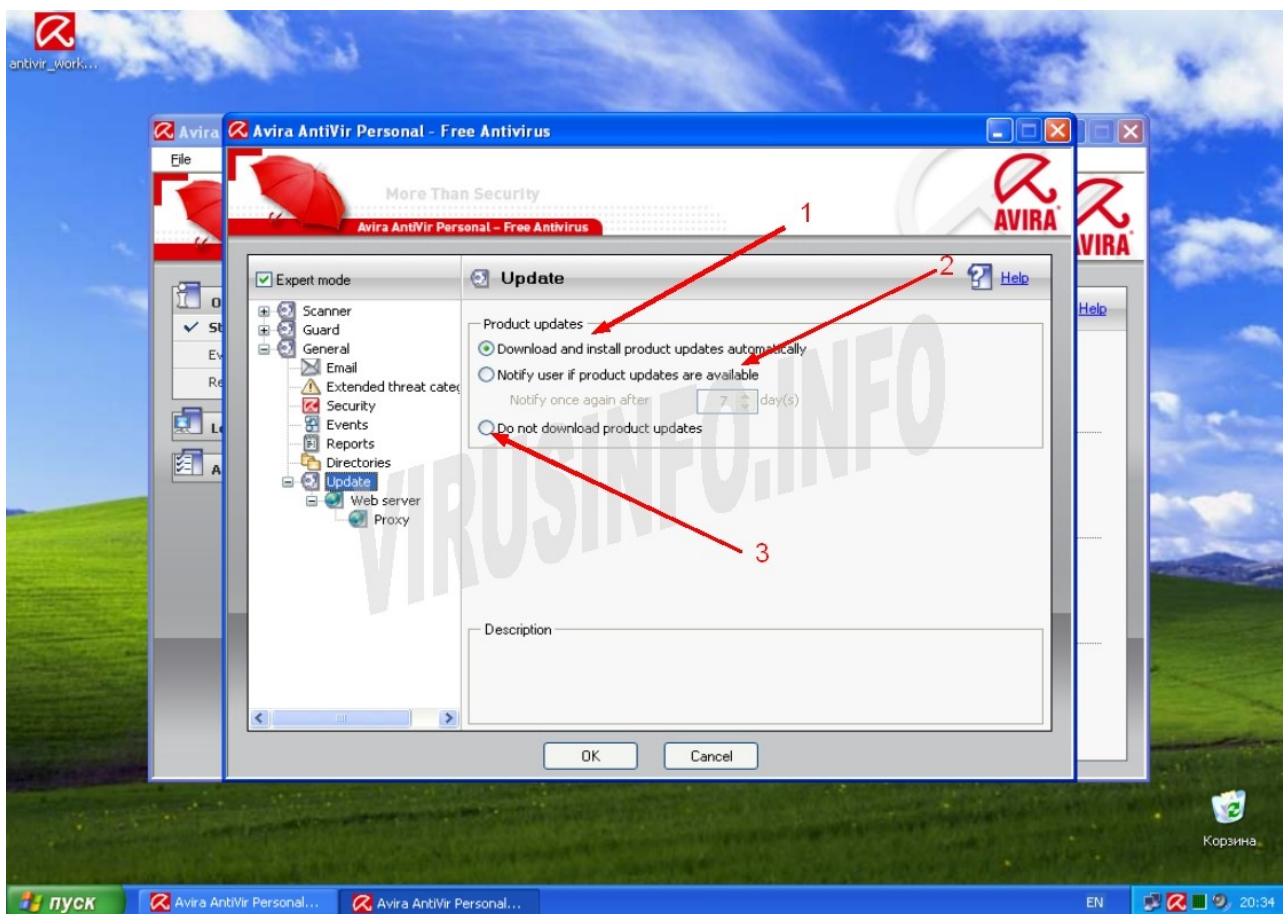 antivir_work...
Avira
Avira AntiVir Personal - Free Antivirus
File
More Than Security
Avira AntiVir Personal – Free Antivirus
AVIRA
VIRA
1
Expert mode
Update
2
Help
Help
Scanner
Guard
General
Email
Extended threat categ
Security
Events
Reports
Directories
Update
Web server
Proxy
Product updates
Download and install product updates automatically
Notify user if product updates are available
Notify once again after 7 day(s)
Do not download product updates
3
VIRUSINFO.INFO
Description
OK
Cancel
Корзина
пуск
Avira AntiVir Personal...
Avira AntiVir Personal...
EN
20:34